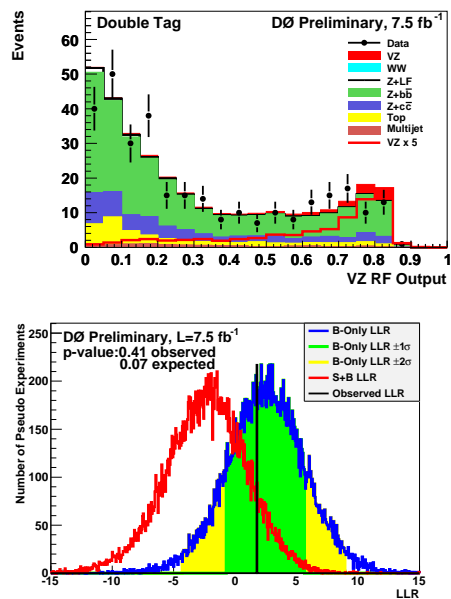 Double Tag
DØ Preliminary, 7.5 fb⁻¹
Events
60
50
40
30
20
10
0
Data
VZ
WW
Z+LF
Z+bb̅
Z+cc̅
Top
Multijet
VZ x 5
0 0.1 0.2 0.3 0.4 0.5 0.6 0.7 0.8 0.9 1
VZ RF Output
DØ Preliminary, L=7.5 fb⁻¹
p-value:0.41 observed
0.07 expected
Number of Pseudo Experiments
250
200
150
100
50
0
B-Only LLR
B-Only LLR ±1σ
B-Only LLR ±2σ
S+B LLR
Observed LLR
-15 -10 -5 0 5 10 15
LLR